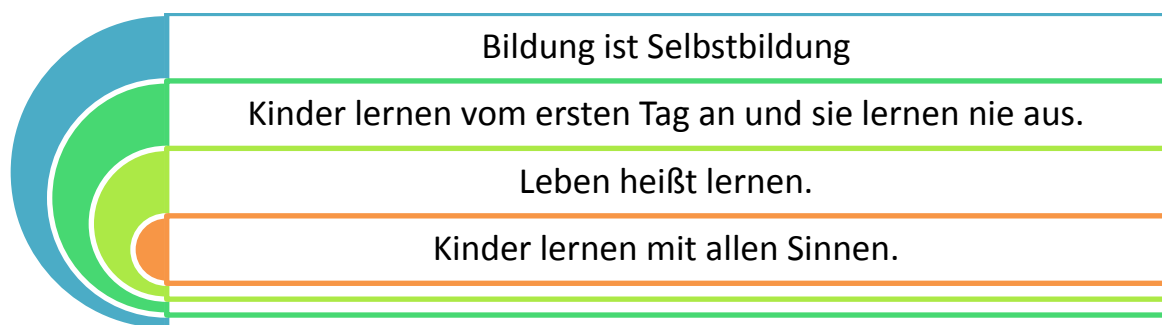 Bildung ist Selbstbildung
Kinder lernen vom ersten Tag an und sie lernen nie aus.
Leben heißt lernen.
Kinder lernen mit allen Sinnen.